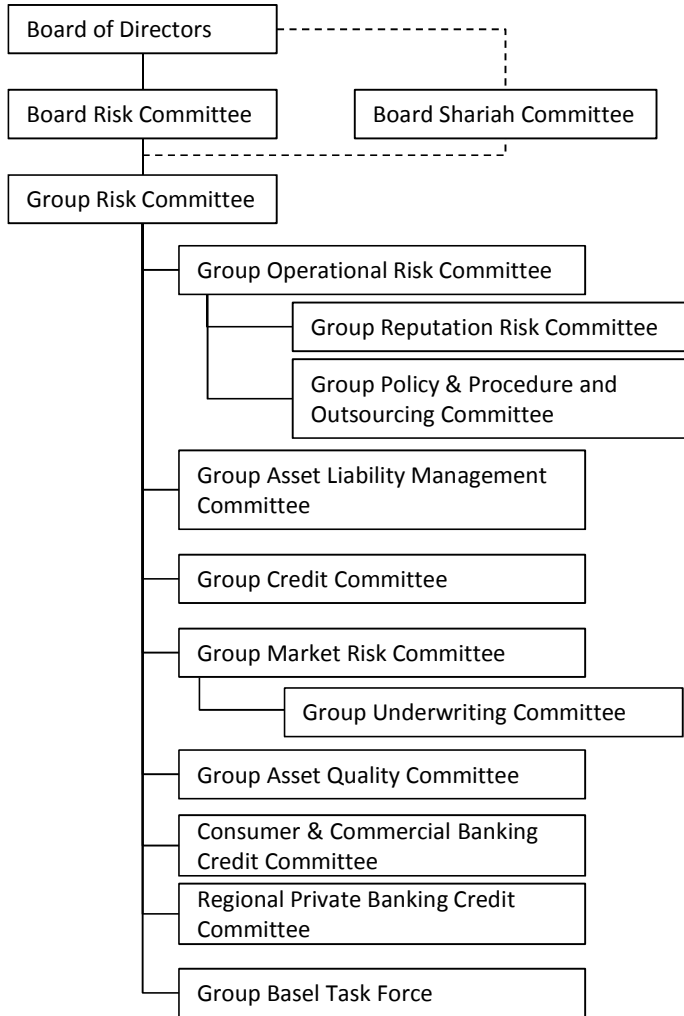 Board of Directors
Board Risk Committee
Board Shariah Committee
Group Risk Committee
Group Operational Risk Committee
Group Reputation Risk Committee
Group Policy & Procedure and
Outsourcing Committee
Group Asset Liability Management
Committee
Group Credit Committee
Group Market Risk Committee
Group Underwriting Committee
Group Asset Quality Committee
Consumer & Commercial Banking
Credit Committee
Regional Private Banking Credit
Committee
Group Basel Task Force